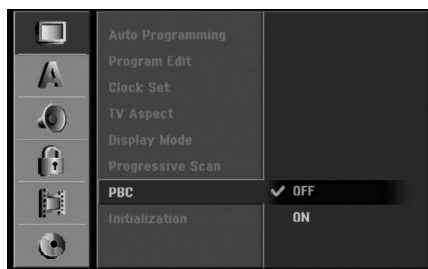 Auto Programming
Program Edit
Clock Set
TV Aspect
Display Mode
Progressive Scan
PBC
✓ OFF
Initialization
ON
A